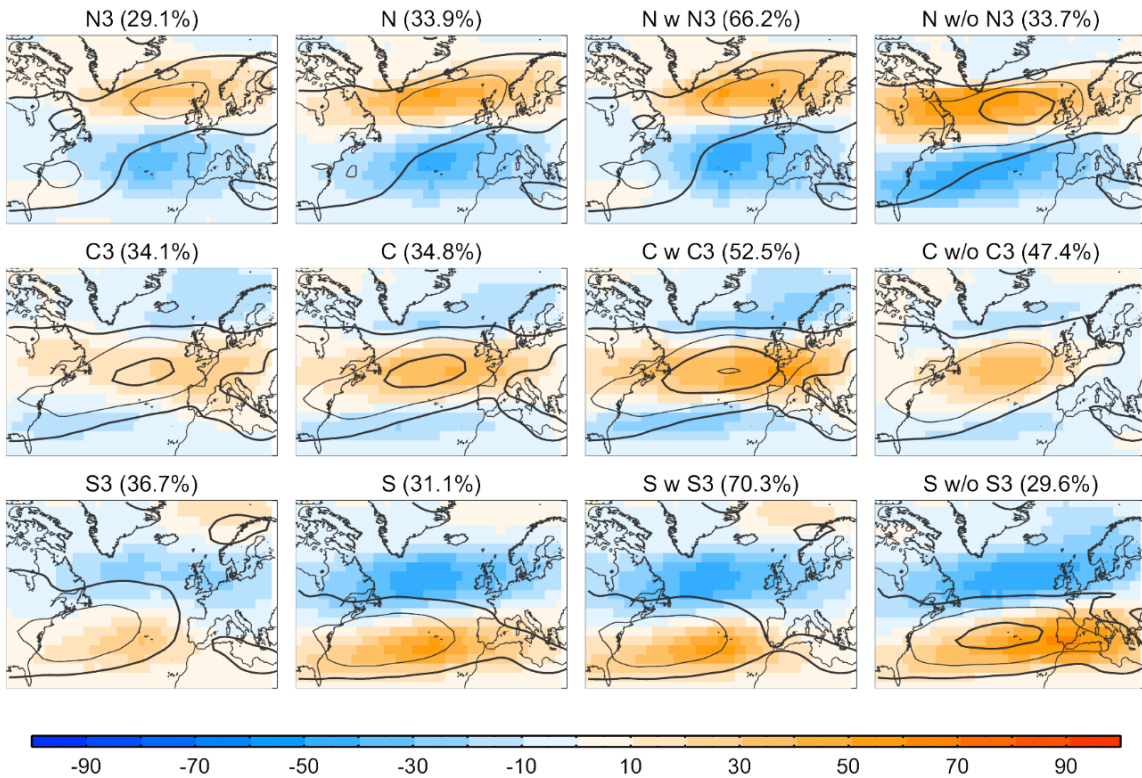 N3 (29.1%) N (33.9%) N w N3 (66.2%) N w/o N3 (33.7%)
C3 (34.1%) C (34.8%) C w C3 (52.5%) C w/o C3 (47.4%)
S3 (36.7%) S (31.1%) S w S3 (70.3%) S w/o S3 (29.6%)
-90 -70 -50 -30 -10 10 30 50 70 90